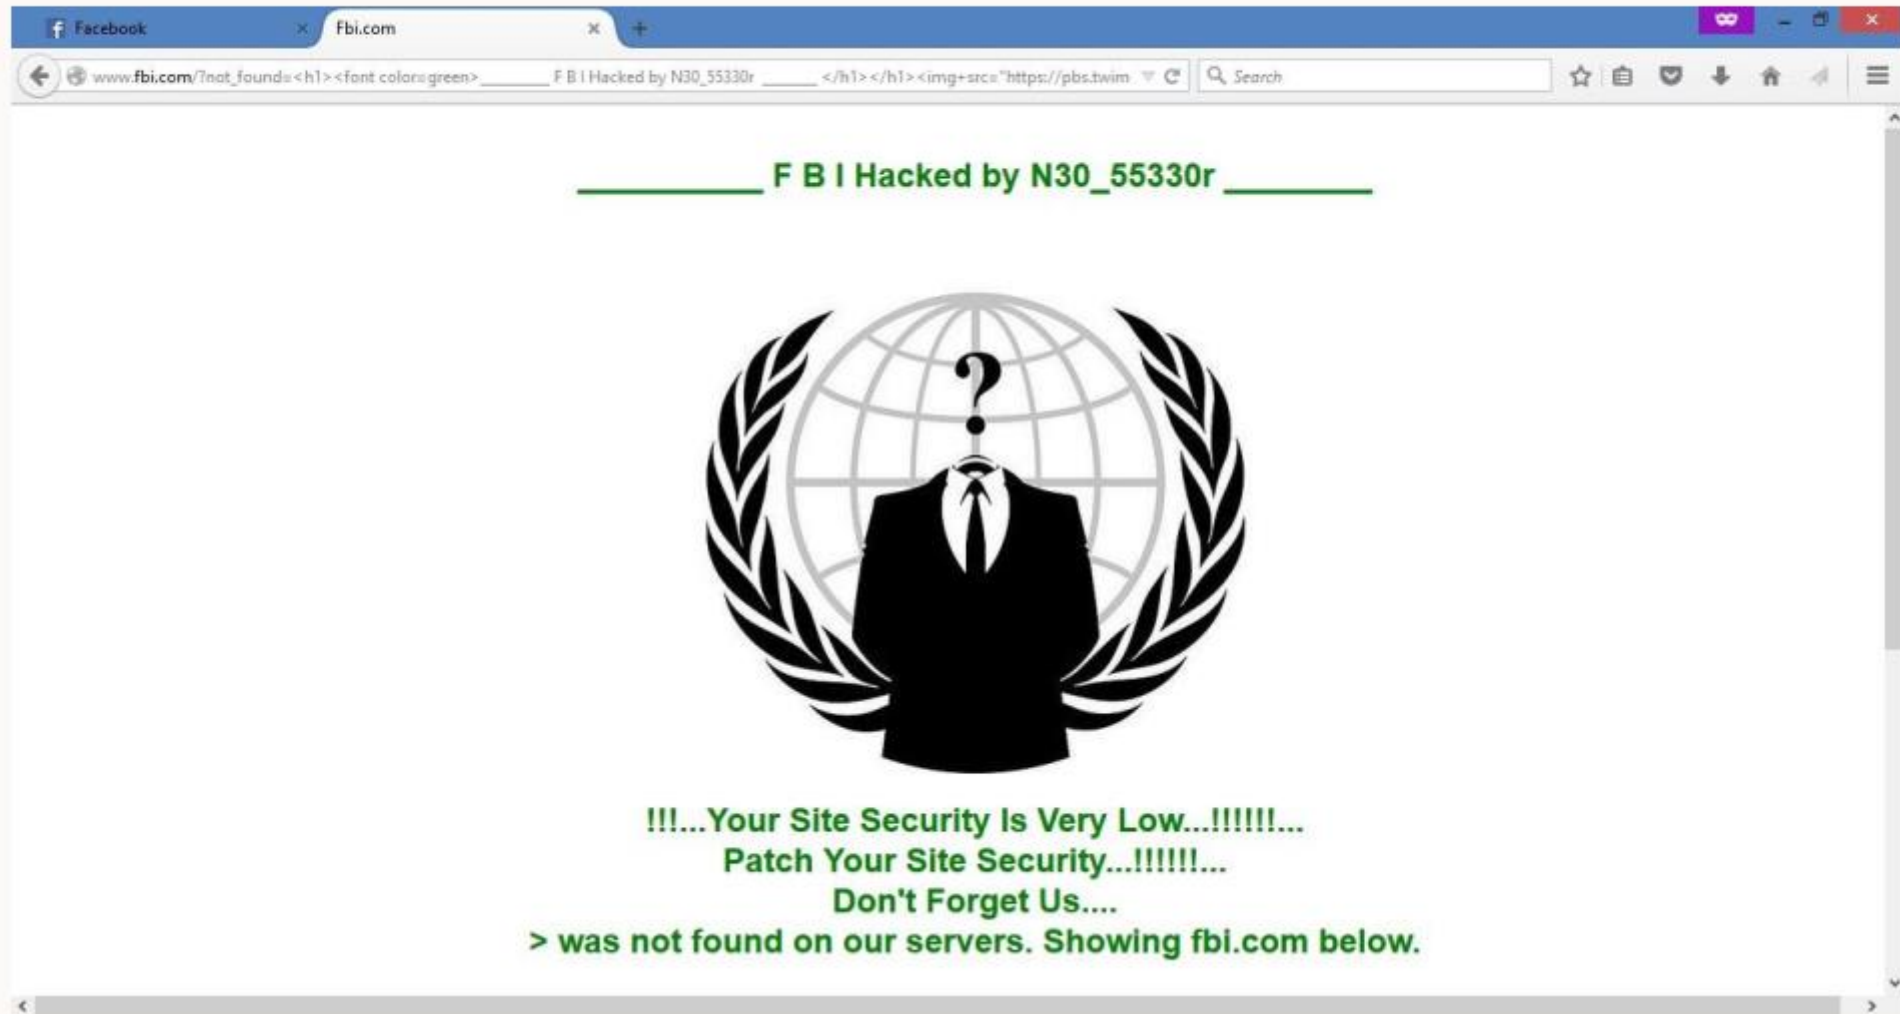 Facebook
Fbi.com
www.fbi.com/?not_found=<h1><font color=green>________ F B I Hacked by N30_55330r ______ </h1></h1><img+src="https://pbs.twim
Search
__________ F B I Hacked by N30_55330r ________
?
!!!...Your Site Security Is Very Low...!!!!!!...
Patch Your Site Security...!!!!!!...
Don't Forget Us....
> was not found on our servers. Showing fbi.com below.